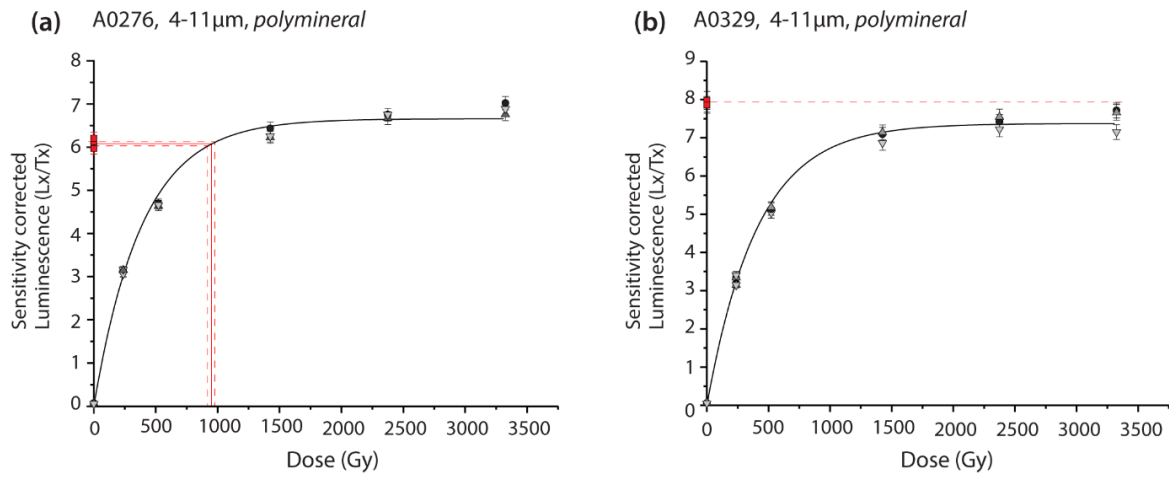 (a) A0276, 4-11μm, polymineral
Sensitivity corrected
Luminescence (Lx/Tx)
8
7
6
5
4
3
2
1
0
0 500 1000 1500 2000 2500 3000 3500
Dose (Gy)
(b) A0329, 4-11μm, polymineral
Sensitivity corrected
Luminescence (Lx/Tx)
9
8
7
6
5
4
3
2
1
0
0 500 1000 1500 2000 2500 3000 3500
Dose (Gy)